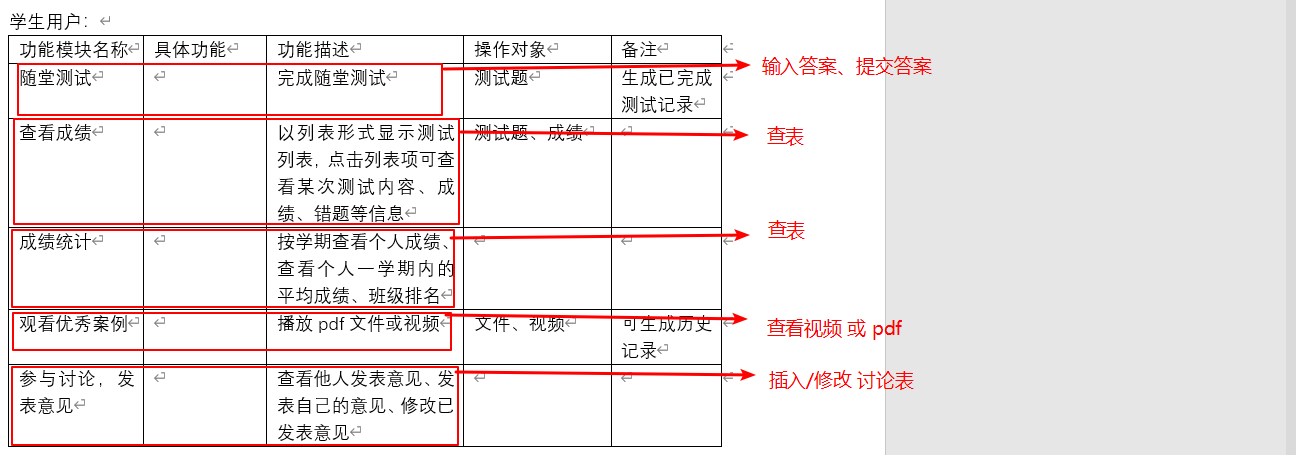 学生用户：
功能模块名称 具体功能 功能描述 操作对象 备注
随堂测试 完成随堂测试 测试题 生成已完成
测试记录
输入答案、提交答案
查看成绩 以列表形式显示测试 测试题、成绩
列表，点击列表项可查
看某次测试内容、成
绩、错题等信息
查表
成绩统计 按学期查看个人成绩、
查看个人一学期内的
平均成绩、班级排名
查表
观看优秀案例 播放 pdf 文件或视频 文件、视频 可生成历史
记录
查看视频 或 pdf
参与讨论，发 查看他人发表意见、发
表意见 表自己的意见、修改已
发表意见
插入/修改 讨论表